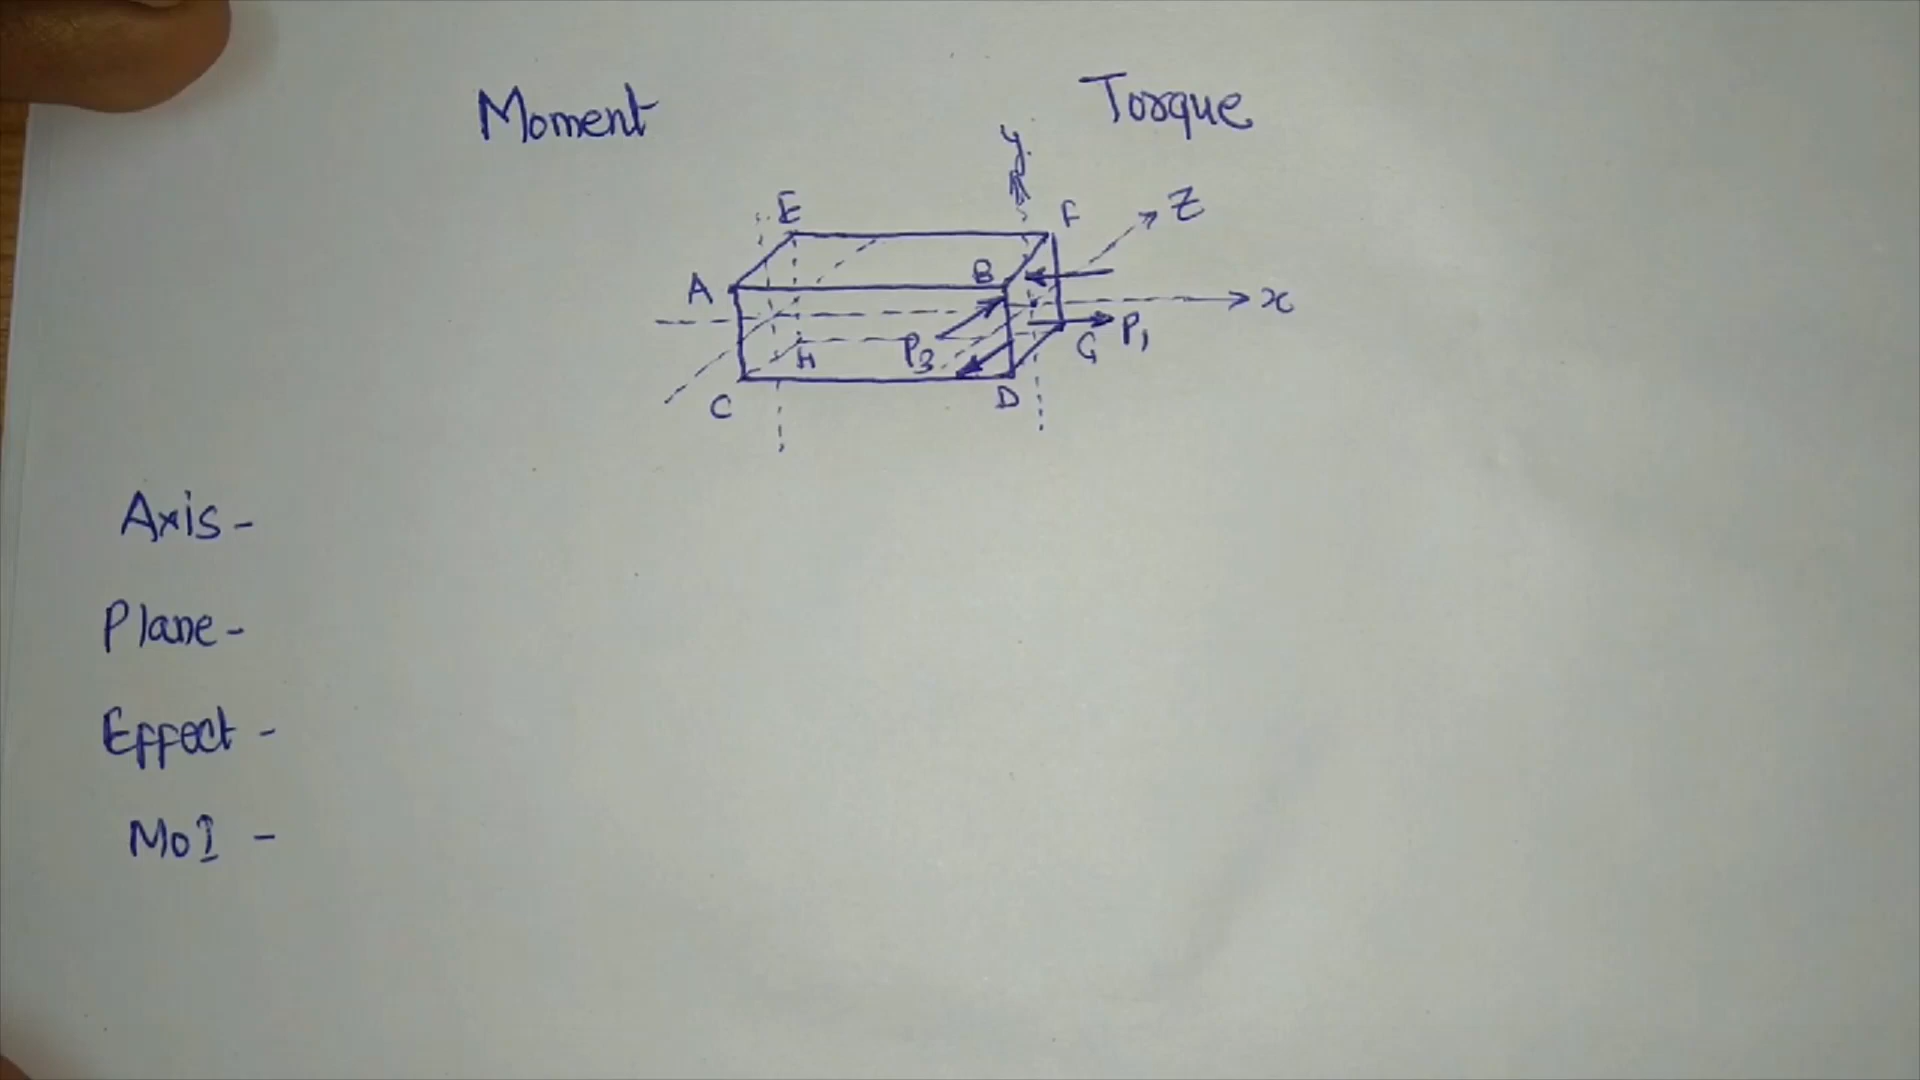 Moment Torque
y
E F Z
A B
x
H P3 G P1
C D
Axis -
Plane -
Effect -
MoI -